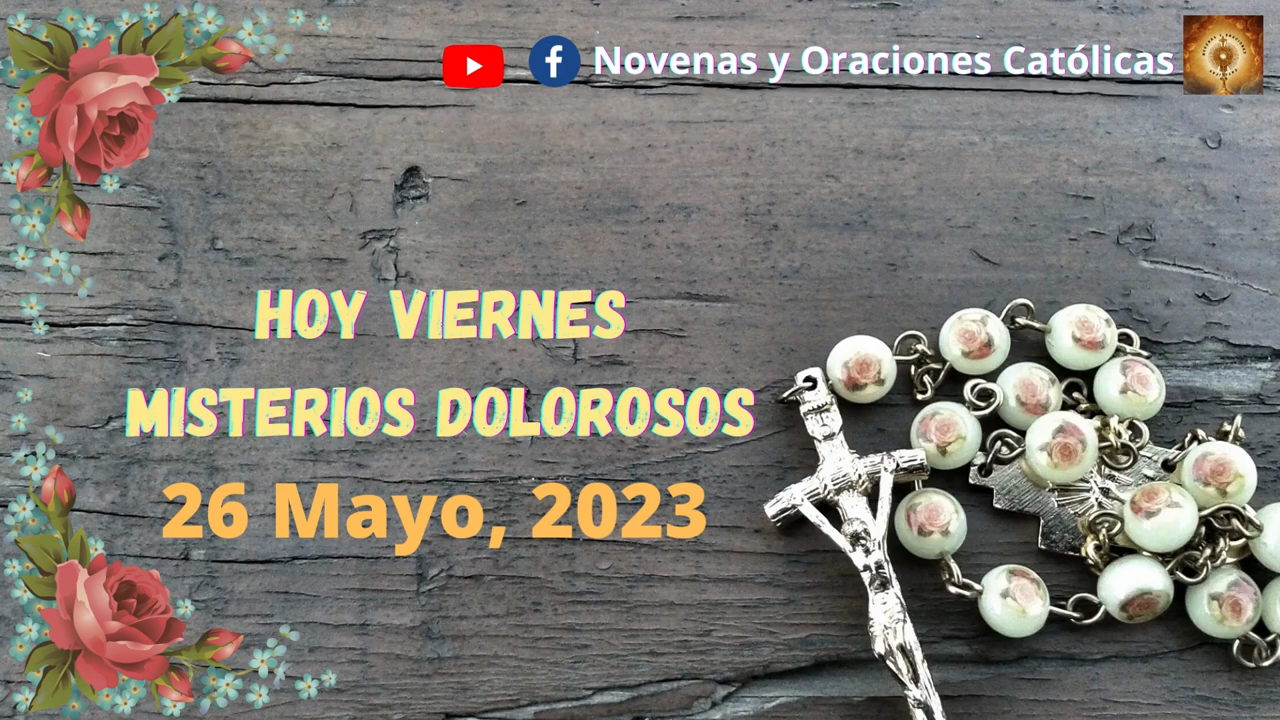 Novenas y Oraciones Católicas
HOY VIERNES
MISTERIOS DOLOROSOS
26 Mayo, 2023